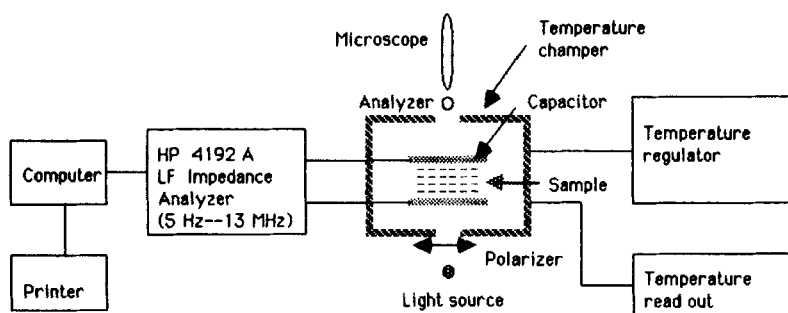 Microscope
Temperature
champer
Analyzer
Capacitor
HP 4192 A
LF Impedance
Analyzer
(5 Hz--13 MHz)
Computer
Temperature
regulator
Sample
Polarizer
Printer
Light source
Temperature
read out